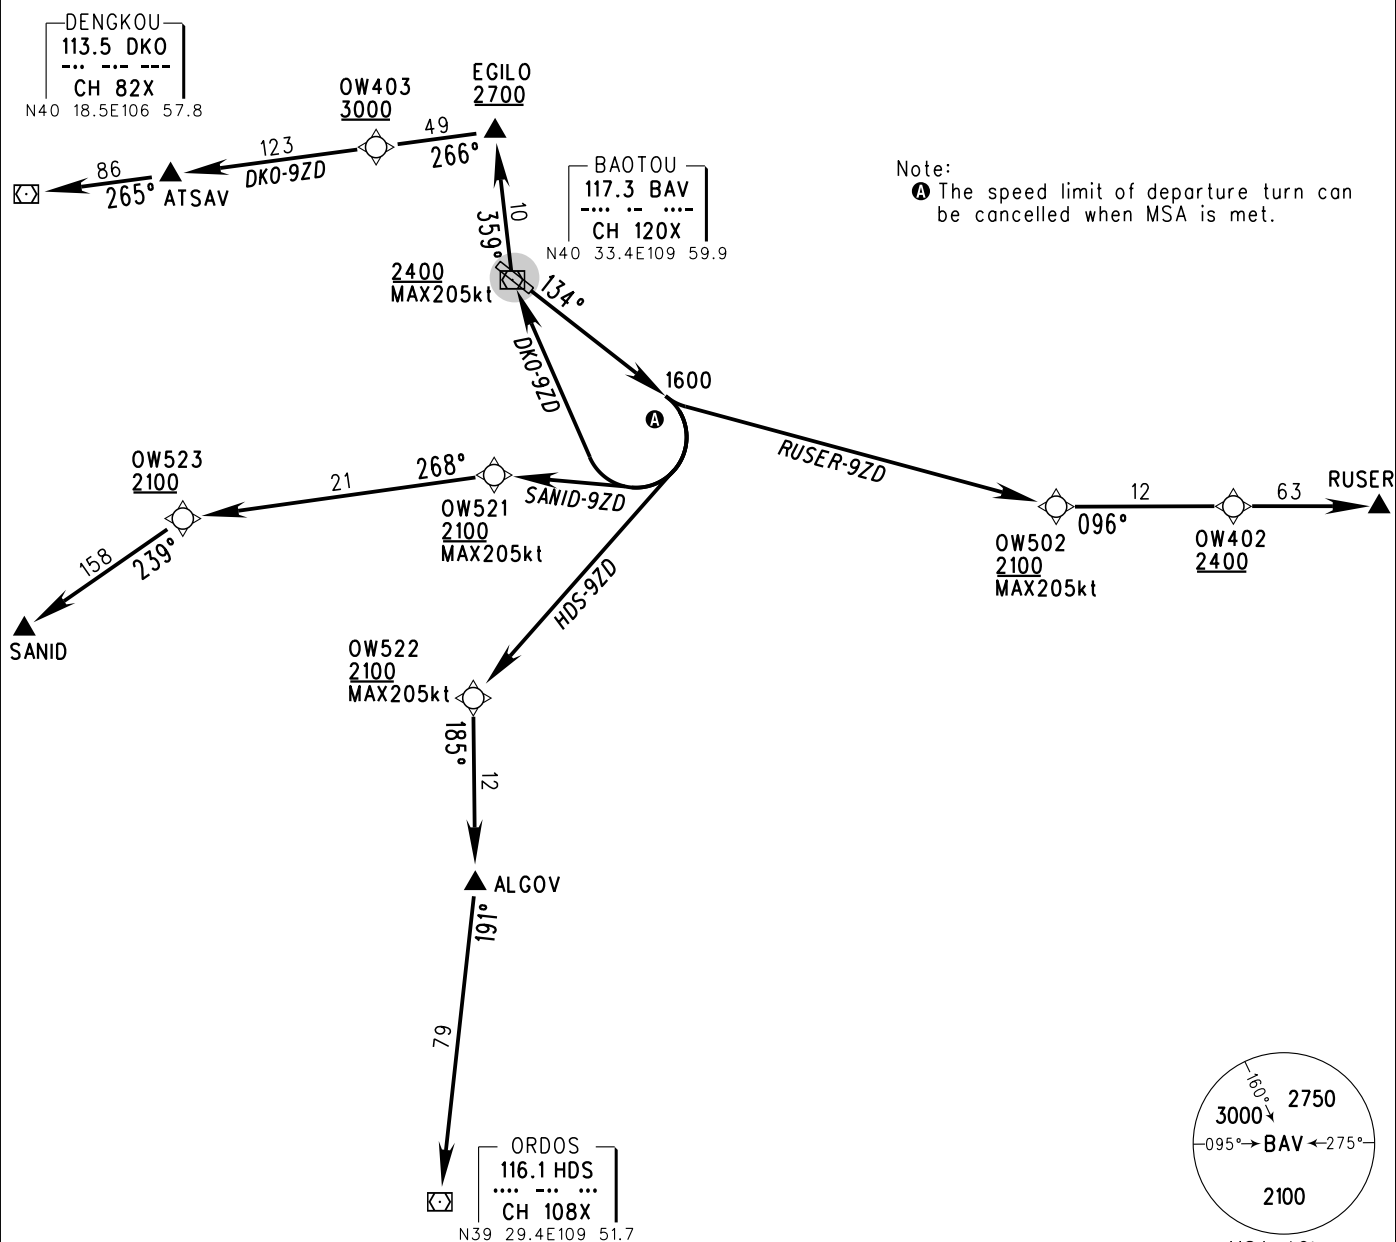 DENGKOU
113.5 DKO
-·· -·- ---
CH 82X
N40 18.5E106 57.8
OW403
3000
EGILO
2700
49
266°
123
DKO-9ZD
86
265°
ATSAV
10
359°
BAOTOU
117.3 BAV
-··· ·- ···-
CH 120X
N40 33.4E109 59.9
Note:
A The speed limit of departure turn can
be cancelled when MSA is met.
2400
MAX205kt
134°
DKO-9ZD
1600
A
RUSER-9ZD
RUSER
12
63
096°
OW502
2100
MAX205kt
OW402
2400
OW523
2100
21
268°
SANID-9ZD
OW521
2100
MAX205kt
158
239°
SANID
HDS-9ZD
OW522
2100
MAX205kt
185°
12
ALGOV
191°
79
ORDOS
116.1 HDS
···· -·· ···
CH 108X
N39 29.4E109 51.7
160°
2750
3000
095°
BAV
275°
2100